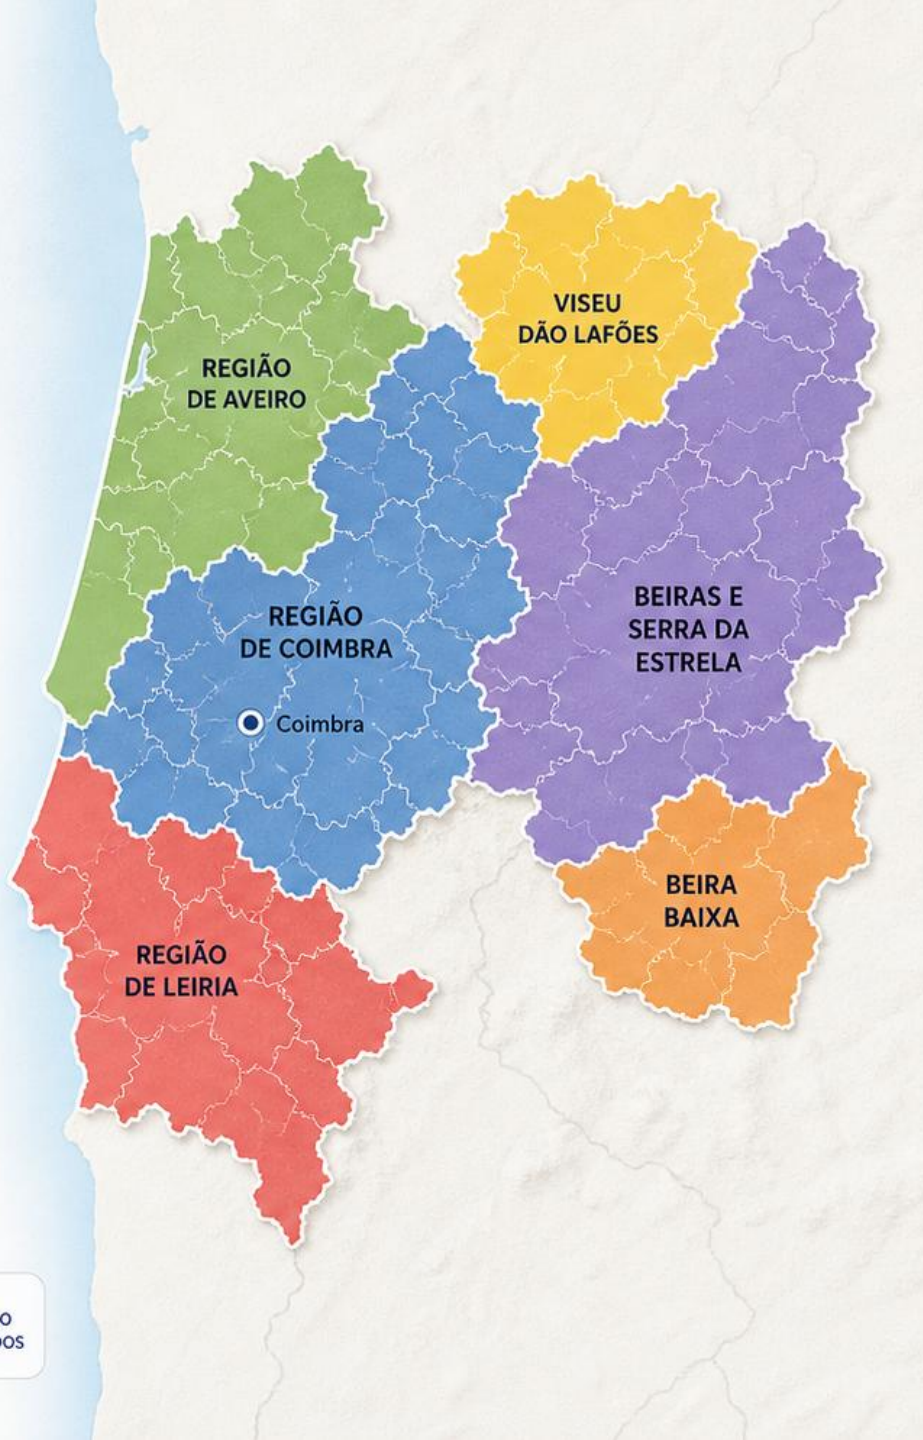 VISEU
DÃO LAFÕES
REGIÃO
DE AVEIRO
BEIRAS E
SERRA DA
ESTRELA
REGIÃO
DE COIMBRA
Coimbra
BEIRA
BAIXA
REGIÃO
DE LEIRIA